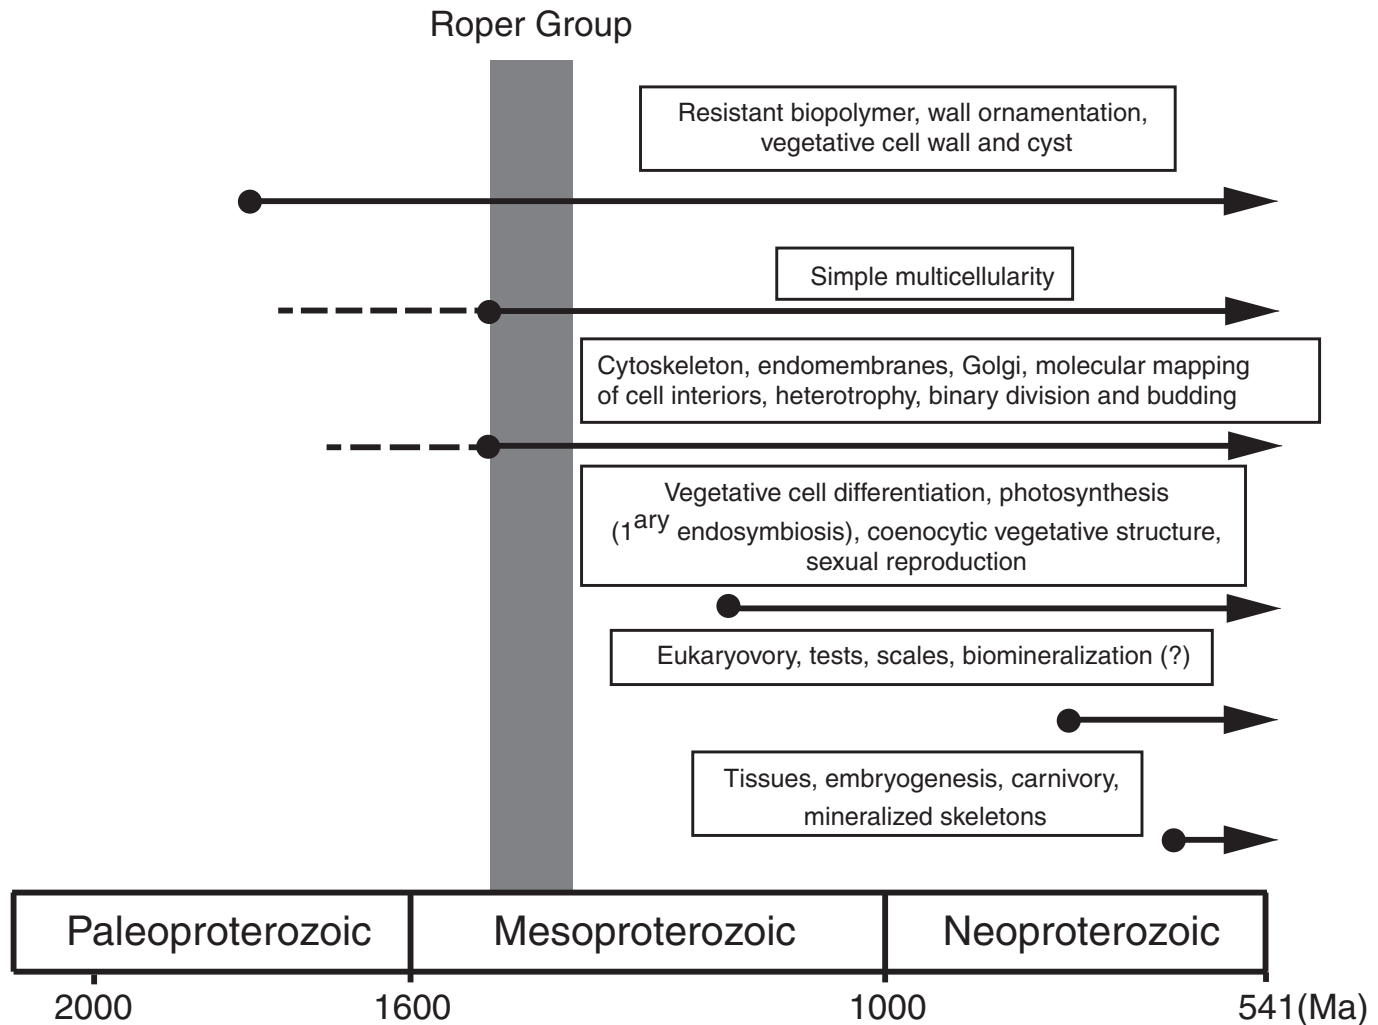 Roper Group
Resistant biopolymer, wall ornamentation,
vegetative cell wall and cyst
Simple multicellularity
Cytoskeleton, endomembranes, Golgi, molecular mapping
of cell interiors, heterotrophy, binary division and budding
Vegetative cell differentiation, photosynthesis
(1ary endosymbiosis), coenocytic vegetative structure,
sexual reproduction
Eukaryovory, tests, scales, biomineralization (?)
Tissues, embryogenesis, carnivory,
mineralized skeletons
Paleoproterozoic Mesoproterozoic Neoproterozoic
2000 1600 1000 541(Ma)